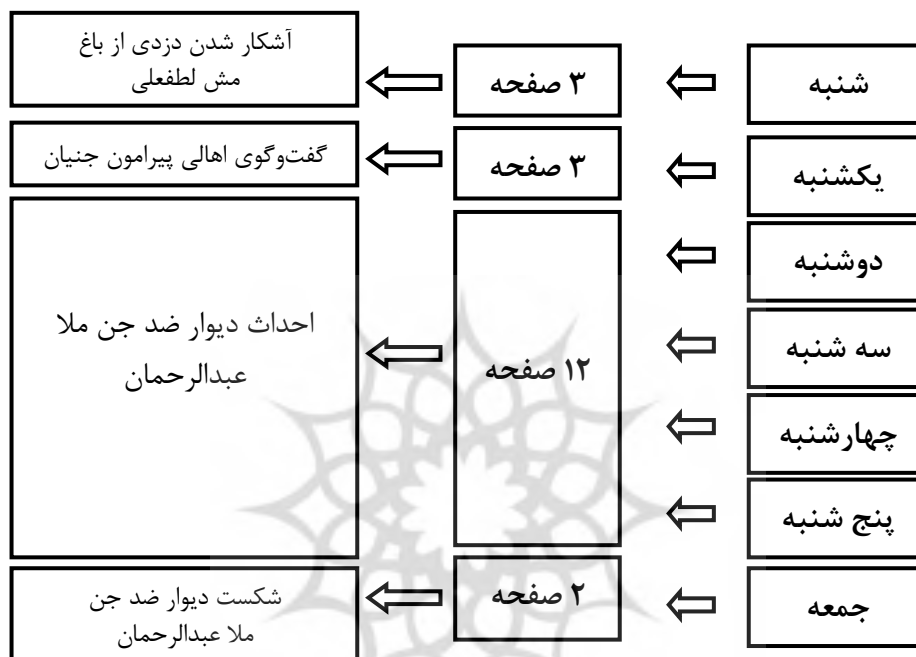 شنبه
۳ صفحه
آشکار شدن دزدی از باغ
مش لطفعلی
یکشنبه
۳ صفحه
گفت‌وگوی اهالی پیرامون جنیان
دوشنبه
سه شنبه
چهارشنبه
پنج شنبه
۱۲ صفحه
احداث دیوار ضد جن ملا
عبدالرحمان
جمعه
۲ صفحه
شکست دیوار ضد جن
ملا عبدالرحمان